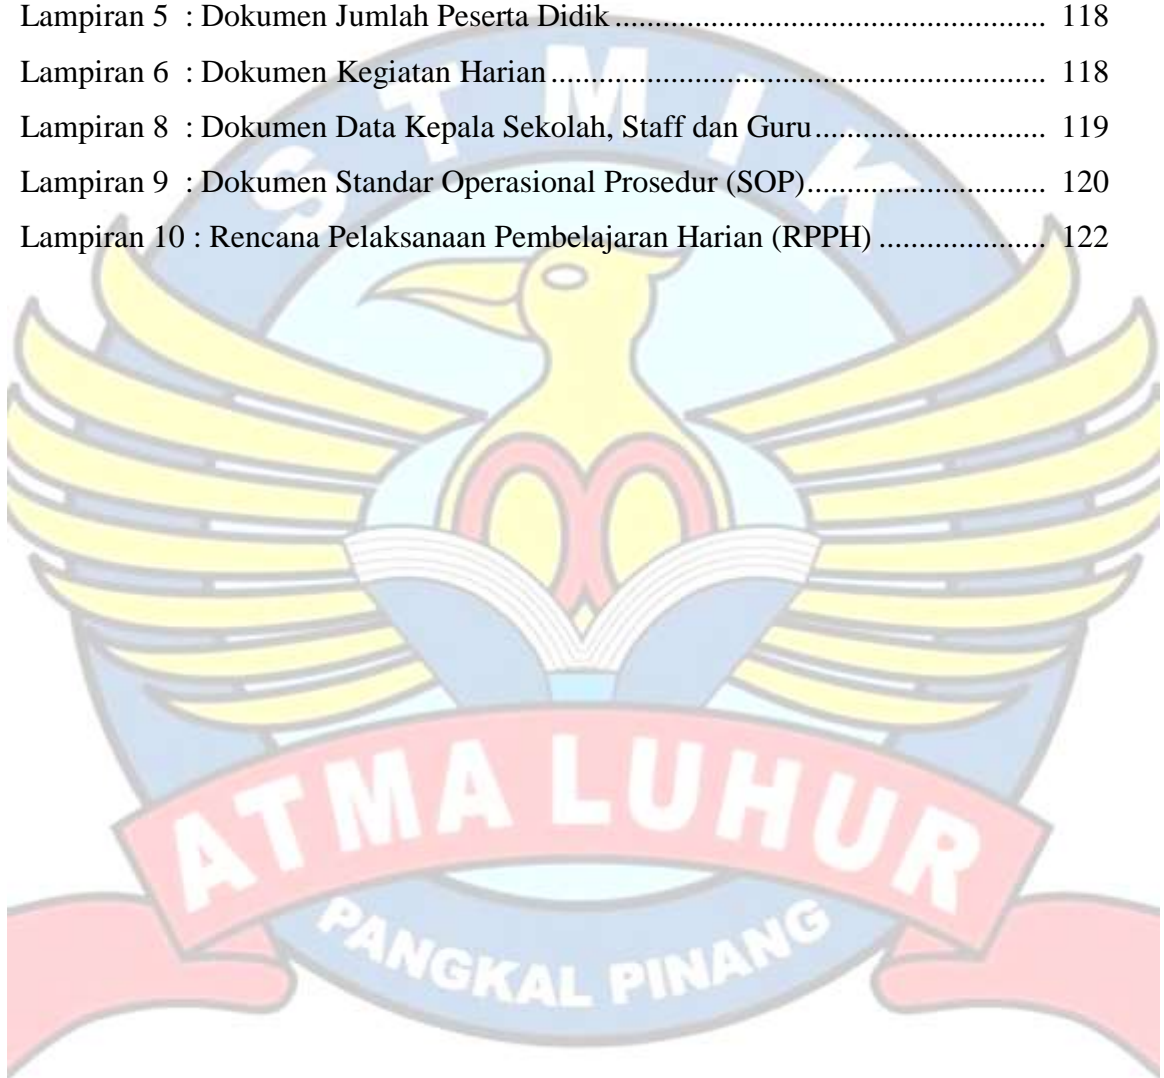 Lampiran 5 : Dokumen Jumlah Peserta Didik ............................................................ 118
Lampiran 6 : Dokumen Kegiatan Harian .................................................................... 118
Lampiran 8 : Dokumen Data Kepala Sekolah, Staff dan Guru ................................ 119
Lampiran 9 : Dokumen Standar Operasional Prosedur (SOP) ................................. 120
Lampiran 10 : Rencana Pelaksanaan Pembelajaran Harian (RPPH) ....................... 122
STMIK
ATMA LUHUR
PANGKAL PINANG